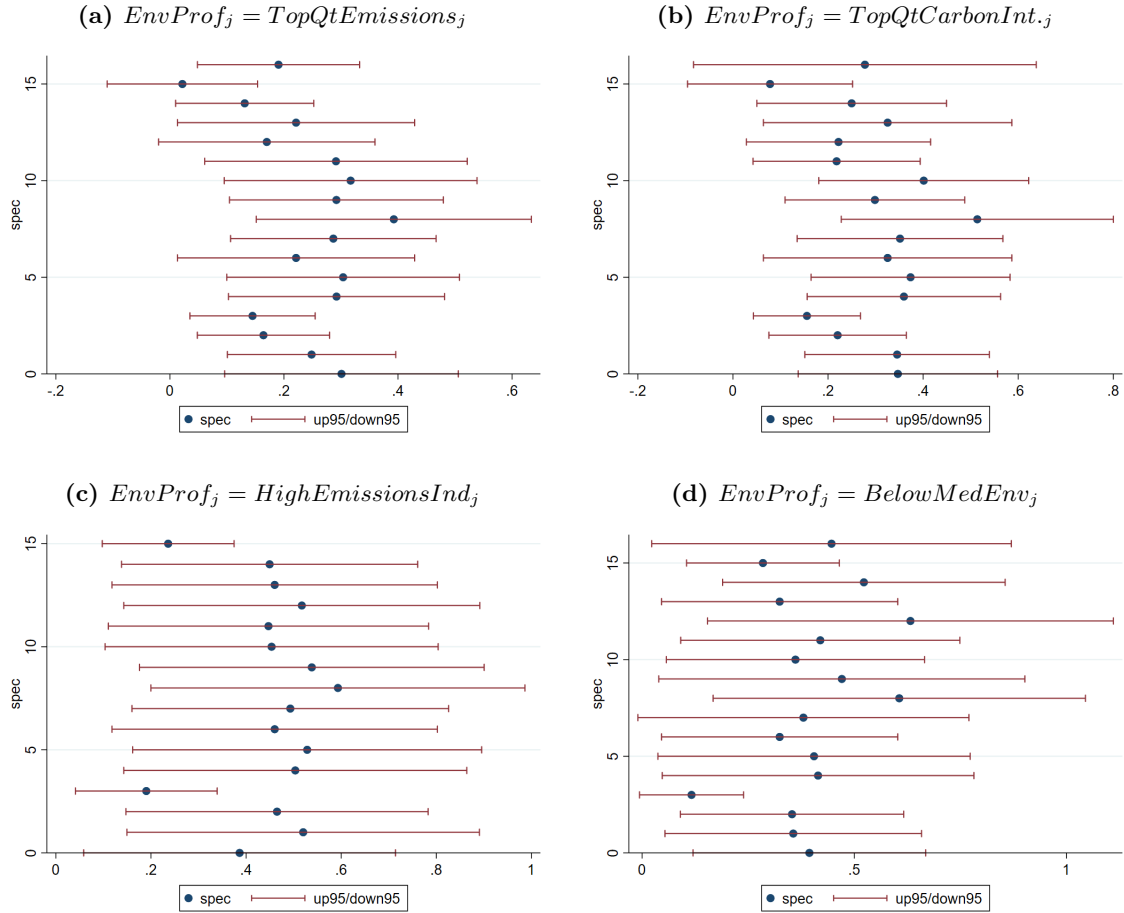 (a) EnvProf_j = TopQtEmissions_j
(b) EnvProf_j = TopQtCarbonInt._j
spec
15
10
5
0
-.2 0 .2 .4 .6
spec up95/down95
spec
15
10
5
0
-.2 0 .2 .4 .6 .8
spec up95/down95
(c) EnvProf_j = HighEmissionsInd_j
(d) EnvProf_j = BelowMedEnv_j
spec
15
10
5
0
0 .2 .4 .6 .8 1
spec up95/down95
spec
15
10
5
0
0 .5 1
spec up95/down95